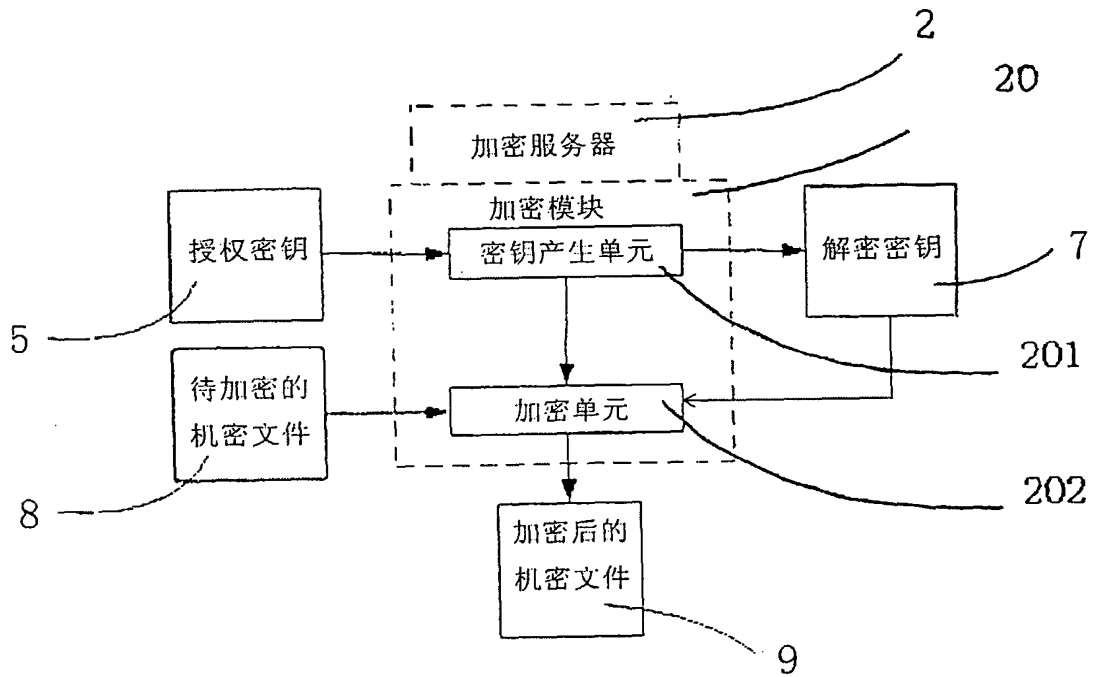 2
20
加密服务器
加密模块
授权密钥
密钥产生单元
解密密钥
7
5
201
待加密的
机密文件
加密单元
8
202
加密后的
机密文件
9